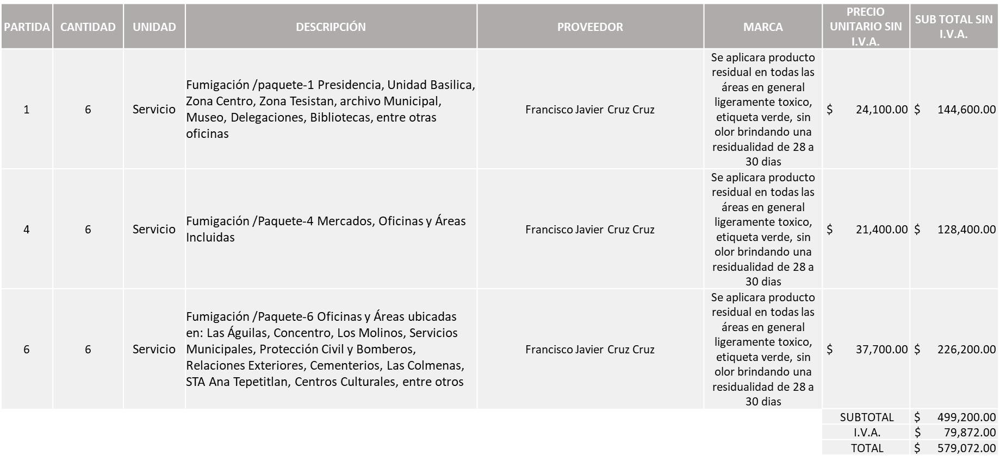 PARTIDA CANTIDAD UNIDAD DESCRIPCIÓN PROVEEDOR MARCA PRECIO UNITARIO SIN I.V.A. SUB TOTAL SIN I.V.A.
1
6
Servicio
Fumigación /paquete-1 Presidencia, Unidad Basilica,
Zona Centro, Zona Tesistan, archivo Municipal,
Museo, Delegaciones, Bibliotecas, entre otras
oficinas
Francisco Javier Cruz Cruz
Se aplicara producto
residual en todas las
áreas en general
ligeramente toxico,
etiqueta verde, sin
olor brindando una
residualidad de 28 a
30 dias
$ 24,100.00
$ 144,600.00
4
6
Servicio
Fumigación /Paquete-4 Mercados, Oficinas y Áreas
Incluidas
Francisco Javier Cruz Cruz
Se aplicara producto
residual en todas las
áreas en general
ligeramente toxico,
etiqueta verde, sin
olor brindando una
residualidad de 28 a
30 dias
$ 21,400.00
$ 128,400.00
6
6
Servicio
Fumigación /Paquete-6 Oficinas y Áreas ubicadas
en: Las Águilas, Concentro, Los Molinos, Servicios
Municipales, Protección Civil y Bomberos,
Relaciones Exteriores, Cementerios, Las Colmenas,
STA Ana Tepetitlan, Centros Culturales, entre otros
Francisco Javier Cruz Cruz
Se aplicara producto
residual en todas las
áreas en general
ligeramente toxico,
etiqueta verde, sin
olor brindando una
residualidad de 28 a
30 dias
$ 37,700.00
$ 226,200.00
SUBTOTAL $ 499,200.00
I.V.A. $ 79,872.00
TOTAL $ 579,072.00